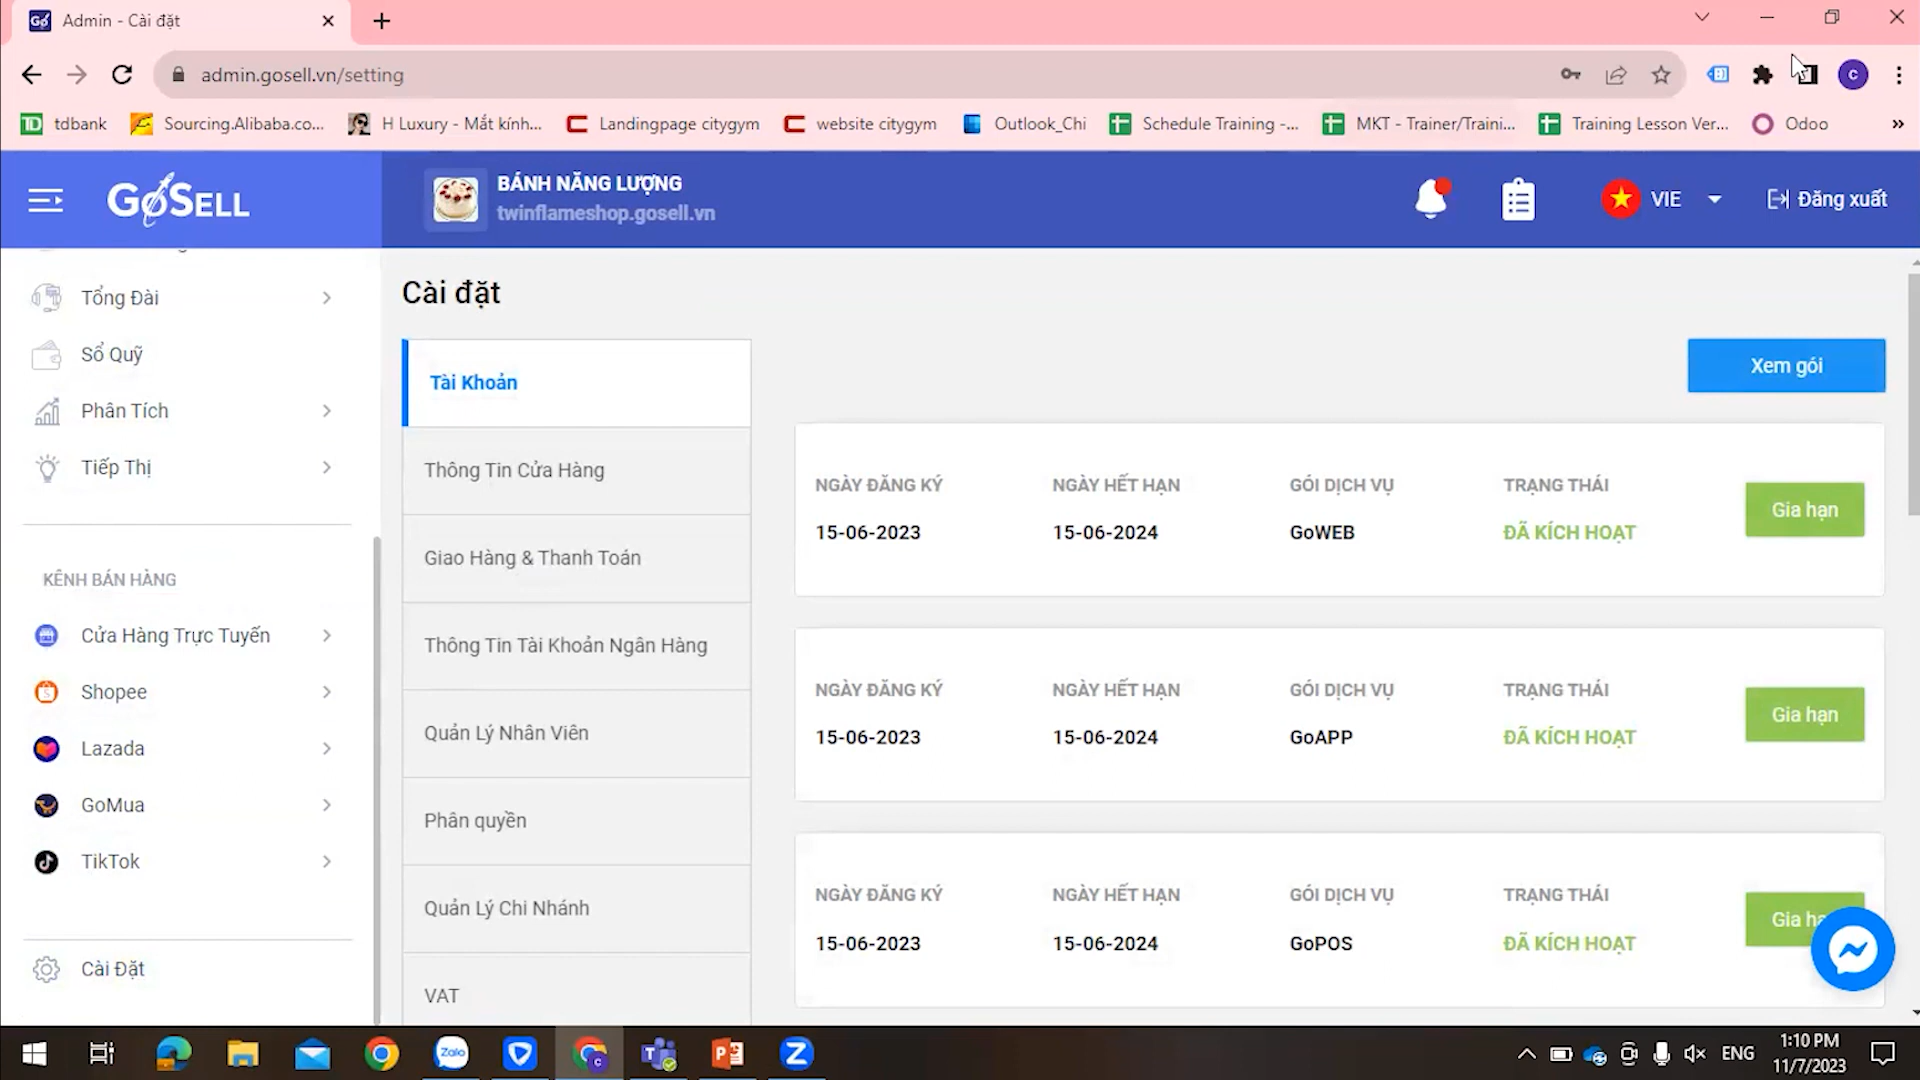 Admin - Cài đặt
admin.gosell.vn/setting
tdbank
Sourcing.Alibaba.co...
H Luxury - Mắt kính...
Landingpage citygym
website citygym
Outlook_Chi
Schedule Training -...
MKT - Trainer/Traini...
Training Lesson Ver...
Odoo
GoSELL
BÁNH NĂNG LƯỢNG
twinflameshop.gosell.vn
VIE
Đăng xuất
Tổng Đài
Sổ Quỹ
Phân Tích
Tiếp Thị
KÊNH BÁN HÀNG
Cửa Hàng Trực Tuyến
Shopee
Lazada
GoMua
TikTok
Cài Đặt
Cài đặt
Tài Khoản
Thông Tin Cửa Hàng
Giao Hàng & Thanh Toán
Thông Tin Tài Khoản Ngân Hàng
Quản Lý Nhân Viên
Phân quyền
Quản Lý Chi Nhánh
VAT
Xem gói
NGÀY ĐĂNG KÝ NGÀY HẾT HẠN GÓI DỊCH VỤ TRẠNG THÁI
15-06-2023 15-06-2024 GoWEB ĐÃ KÍCH HOẠT
Gia hạn
NGÀY ĐĂNG KÝ NGÀY HẾT HẠN GÓI DỊCH VỤ TRẠNG THÁI
15-06-2023 15-06-2024 GoAPP ĐÃ KÍCH HOẠT
Gia hạn
NGÀY ĐĂNG KÝ NGÀY HẾT HẠN GÓI DỊCH VỤ TRẠNG THÁI
15-06-2023 15-06-2024 GoPOS ĐÃ KÍCH HOẠT
Gia
Zalo
ENG
1:10 PM
11/7/2023